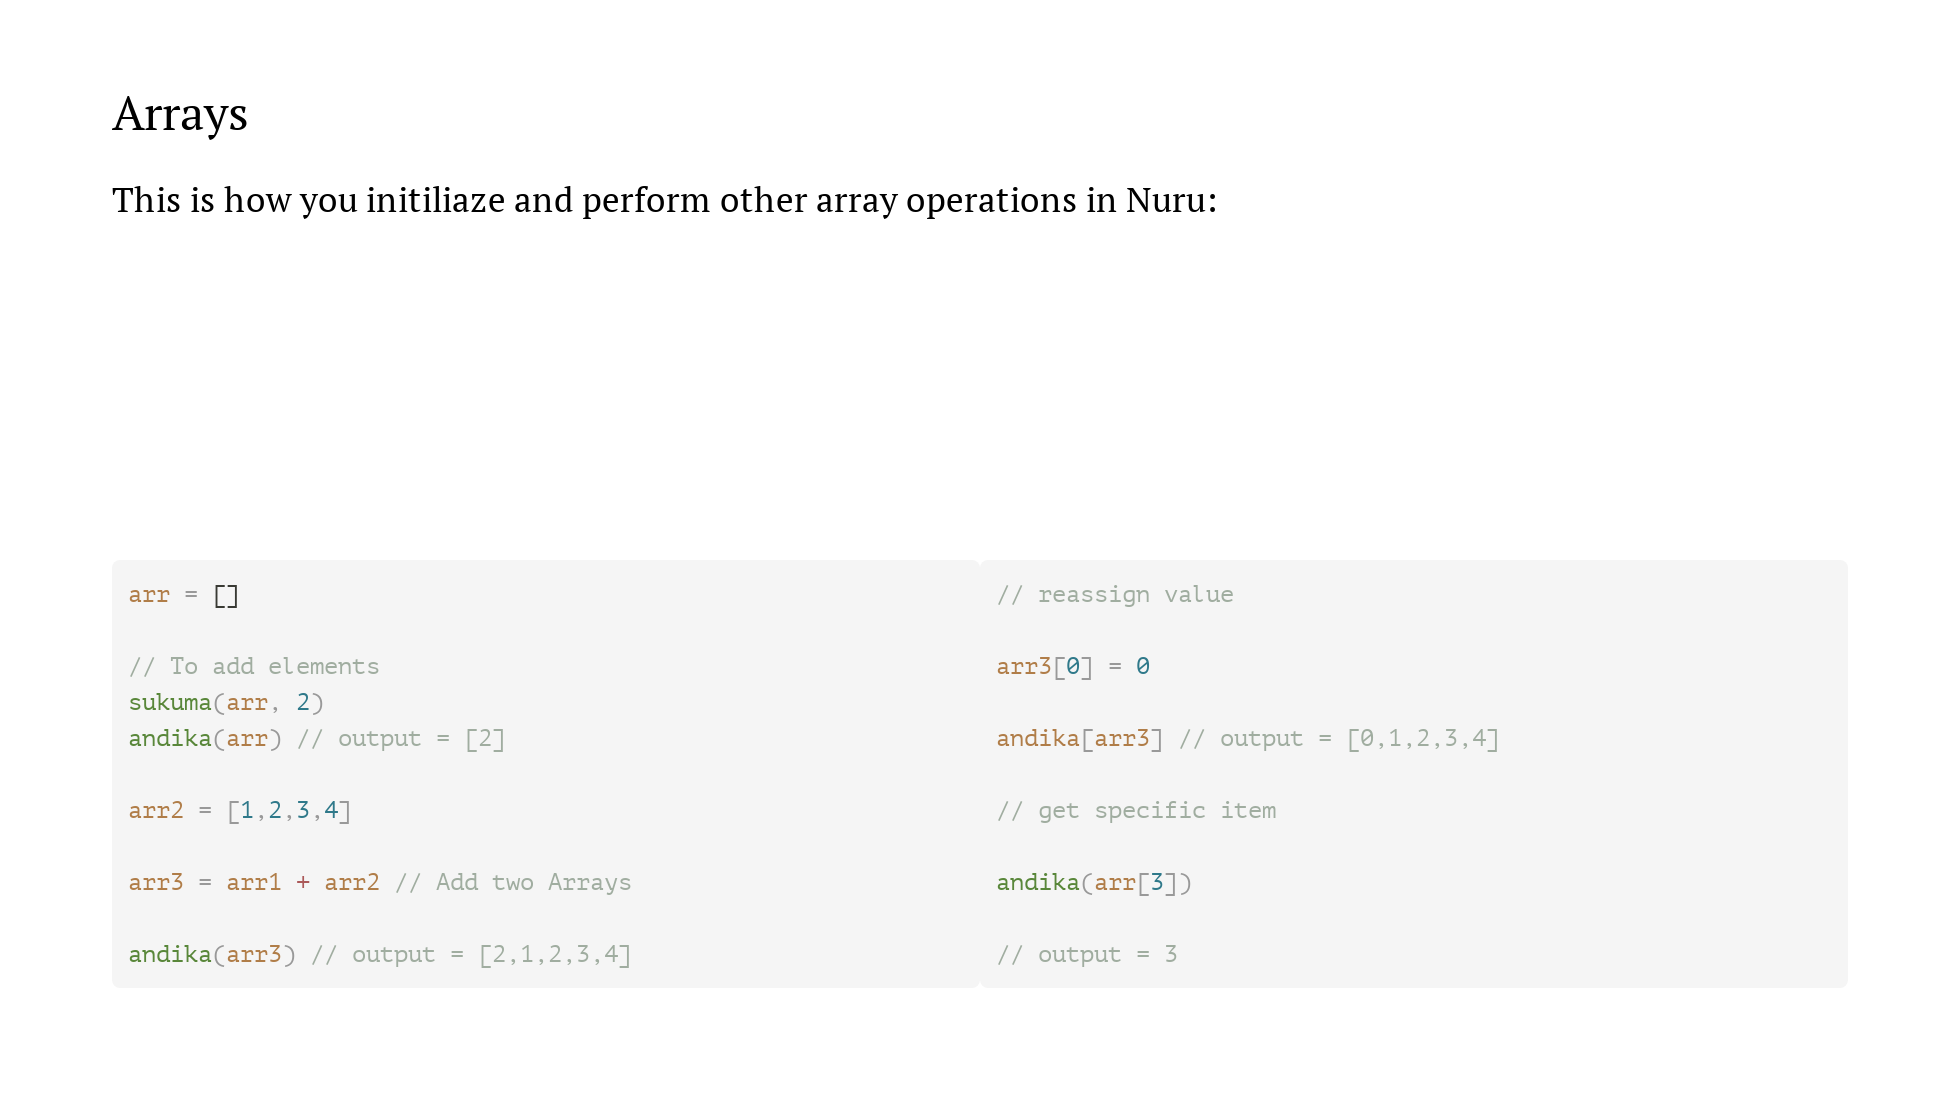 Arrays
This is how you initiliaze and perform other array operations in Nuru:
arr = []
// To add elements
sukuma(arr, 2)
andika(arr) // output = [2]
arr2 = [1,2,3,4]
arr3 = arr1 + arr2 // Add two Arrays
andika(arr3) // output = [2,1,2,3,4]
// reassign value
arr3[0] = 0
andika[arr3] // output = [0,1,2,3,4]
// get specific item
andika(arr[3])
// output = 3